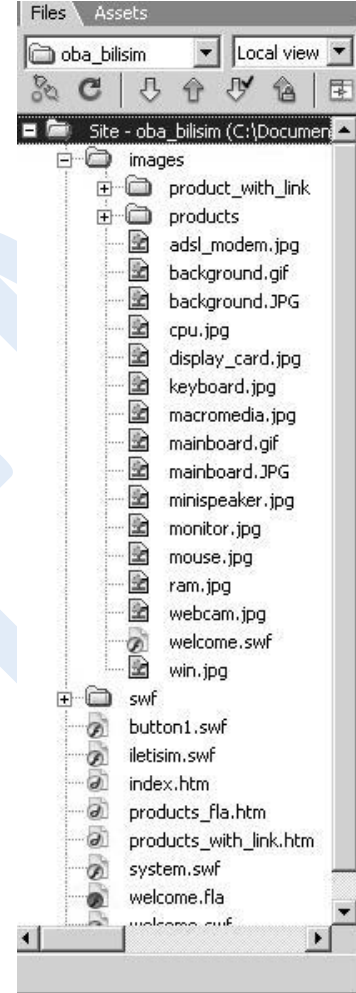 Files Assets
oba_bilisim Local view
Site - oba_bilisim (C:\Documen
images
product_with_link
products
adsl_modem.jpg
background.gif
background.JPG
cpu.jpg
display_card.jpg
keyboard.jpg
macromedia.jpg
mainboard.gif
mainboard.JPG
minispeaker.jpg
monitor.jpg
mouse.jpg
ram.jpg
webcam.jpg
welcome.swf
win.jpg
swf
button1.swf
iletisim.swf
index.htm
products_fla.htm
products_with_link.htm
system.swf
welcome.fla
welcome.swf